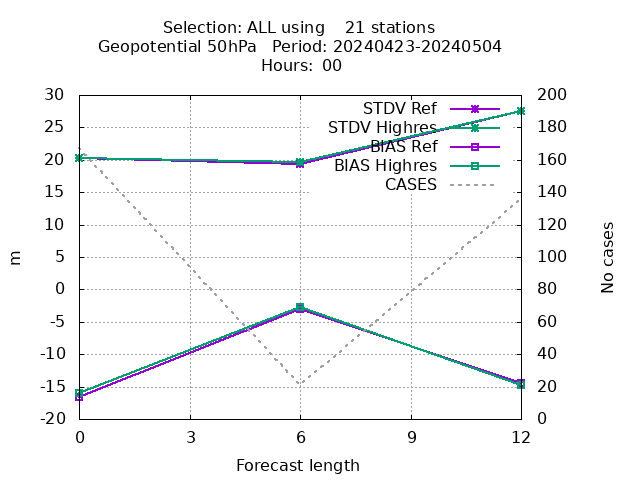 Selection: ALL using    21 stations
Geopotential 50hPa   Period: 20240423-20240504
Hours: 00
30 200
25 STDV Ref 180
STDV Highres
20 BIAS Ref 160
BIAS Highres
15 CASES 140
10 120
5 100
m No cases
0 80
-5 60
-10 40
-15 20
-20 0
0 3 6 9 12
Forecast length